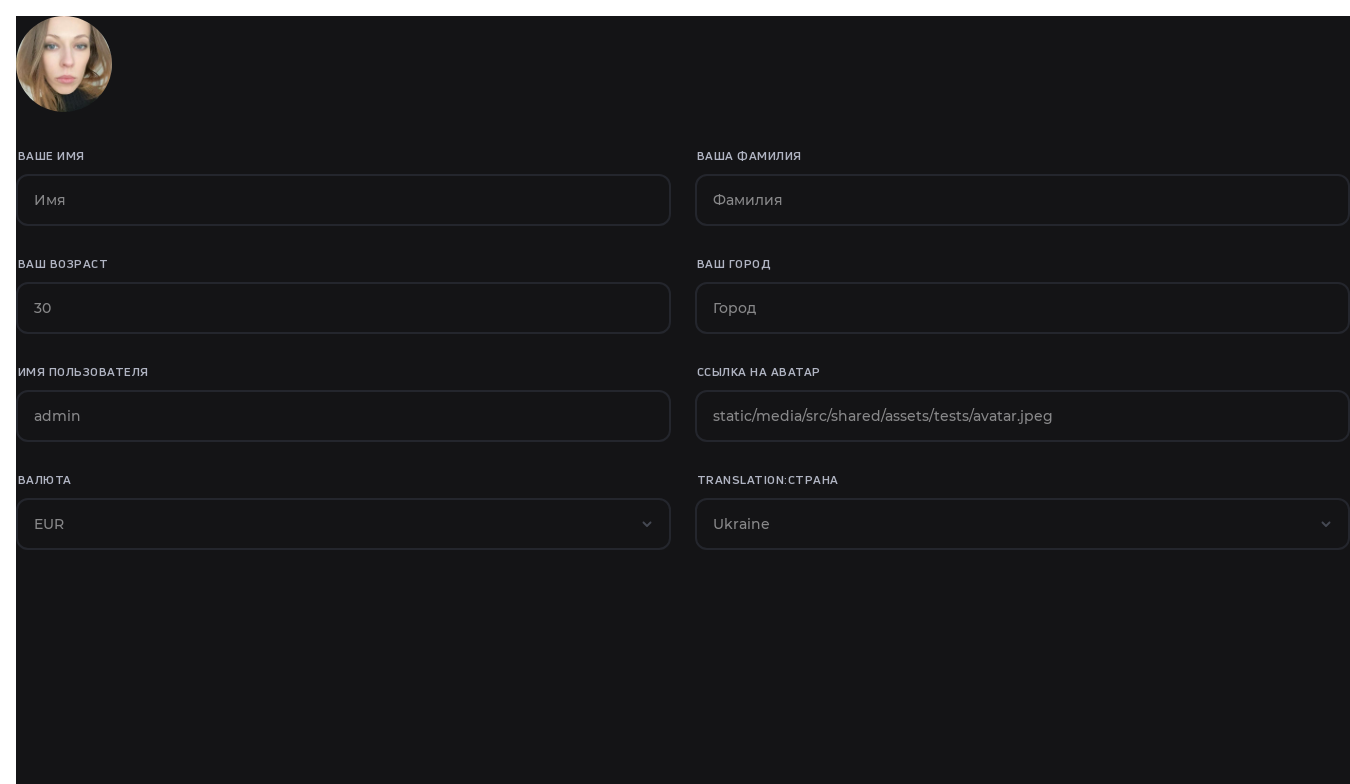 ВАШЕ ИМЯ
ВАША ФАМИЛИЯ
Имя
Фамилия
ВАШ ВОЗРАСТ
ВАШ ГОРОД
30
Город
ИМЯ ПОЛЬЗОВАТЕЛЯ
ССЫЛКА НА АВАТАР
admin
static/media/src/shared/assets/tests/avatar.jpeg
ВАЛЮТА
TRANSLATION:СТРАНА
EUR
Ukraine